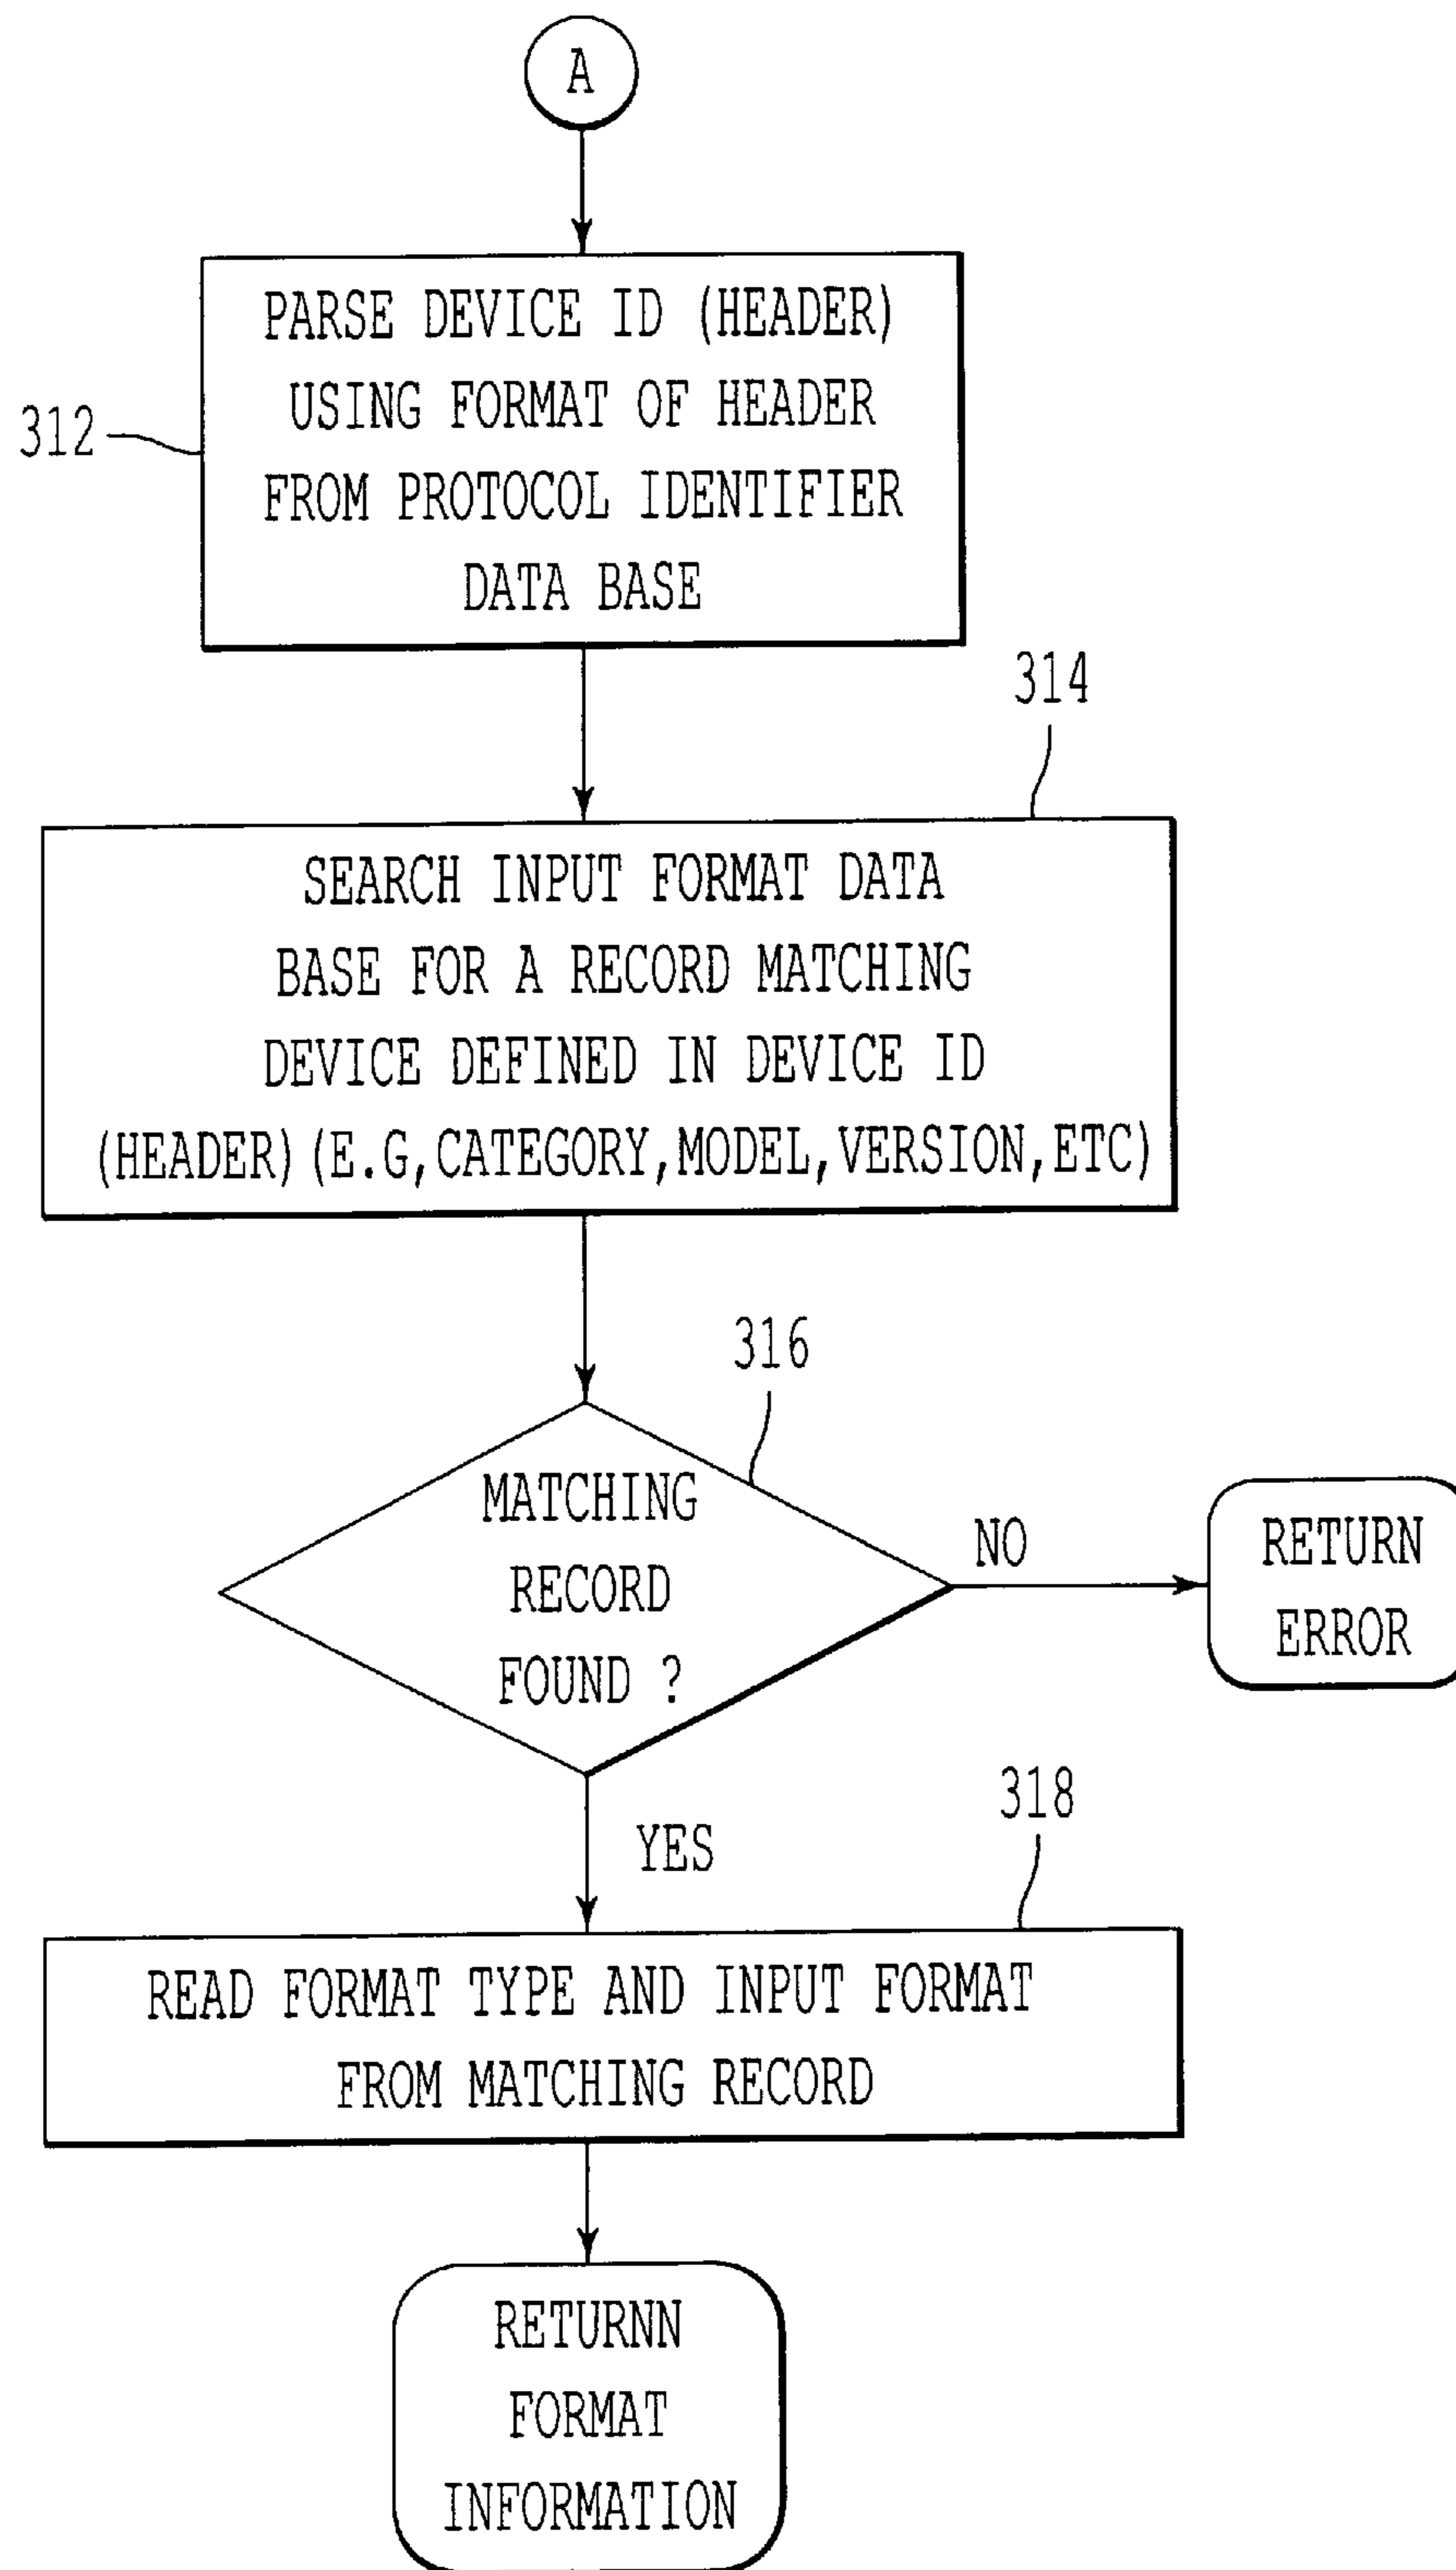 A
PARSE DEVICE ID (HEADER)
USING FORMAT OF HEADER
FROM PROTOCOL IDENTIFIER
DATA BASE
312
314
SEARCH INPUT FORMAT DATA
BASE FOR A RECORD MATCHING
DEVICE DEFINED IN DEVICE ID
(HEADER)(E.G,CATEGORY,MODEL,VERSION,ETC)
316
MATCHING
RECORD
FOUND ?
NO
RETURN
ERROR
YES
318
READ FORMAT TYPE AND INPUT FORMAT
FROM MATCHING RECORD
RETURNN
FORMAT
INFORMATION